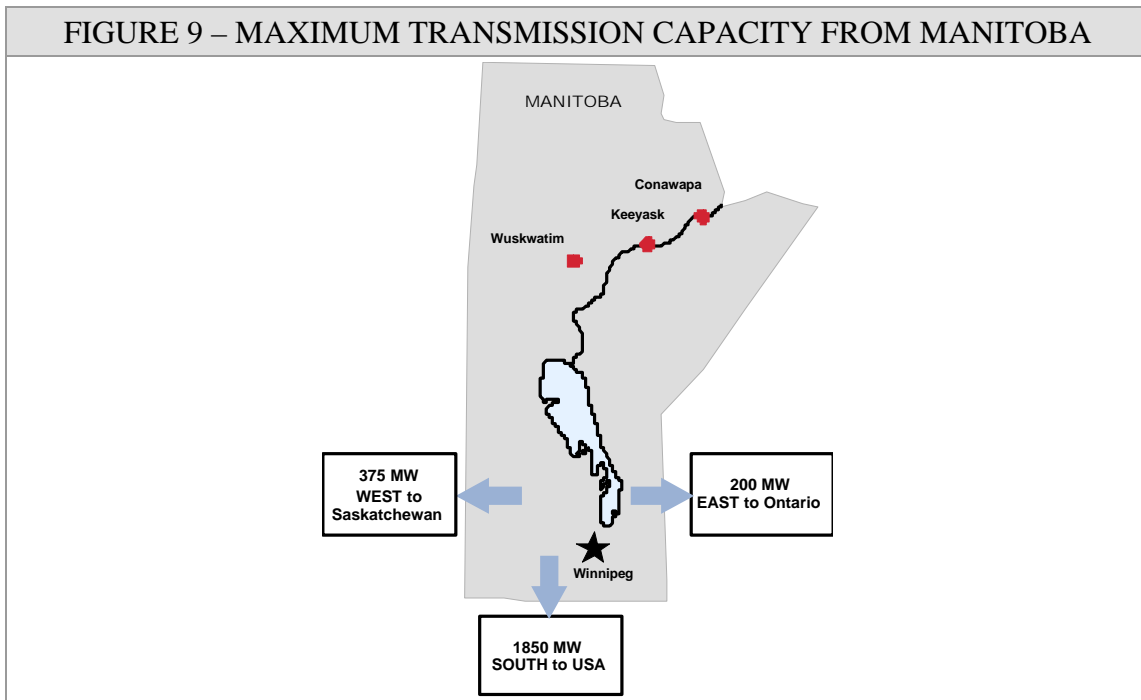 FIGURE 9 – MAXIMUM TRANSMISSION CAPACITY FROM MANITOBA
MANITOBA
Conawapa
Keeyask
Wuskwatim
375 MW
WEST to
Saskatchewan
200 MW
EAST to Ontario
Winnipeg
1850 MW
SOUTH to USA